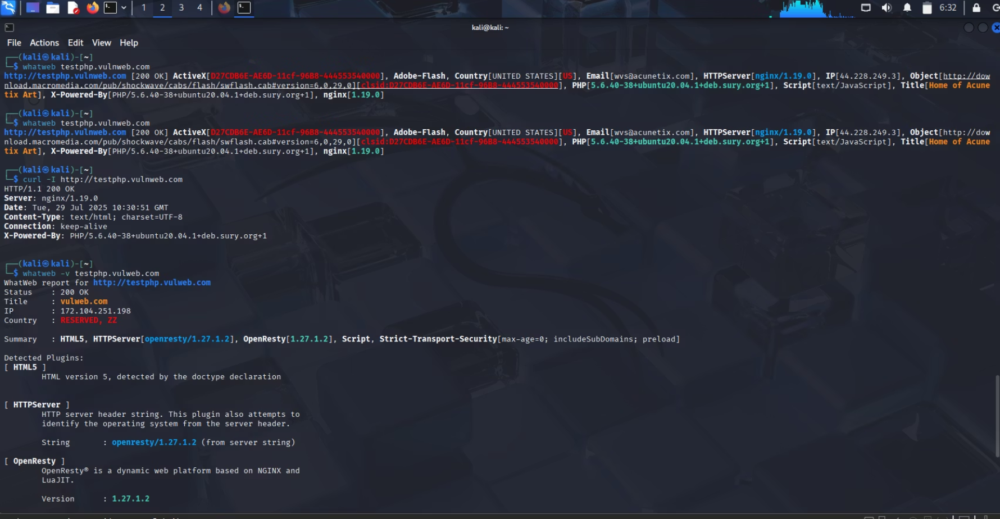 1 2 3 4 6:32
kali@kali: ~
File Actions Edit View Help
┌──(kali㉿kali)-[~]
└─$ whatweb testphp.vulnweb.com
http://testphp.vulnweb.com [200 OK] ActiveX[D27CDB6E-AE6D-11cf-96B8-444553540000], Adobe-Flash, Country[UNITED STATES][US], Email[wvs@acunetix.com], HTTPServer[nginx/1.19.0], IP[44.228.249.3], Object[http://dow
nload.macromedia.com/pub/shockwave/cabs/flash/swflash.cab#version=6,0,29,0][clsid:D27CDB6E-AE6D-11cf-96B8-444553540000], PHP[5.6.40-38+ubuntu20.04.1+deb.sury.org+1], Script[text/JavaScript], Title[Home of Acune
tix Art], X-Powered-By[PHP/5.6.40-38+ubuntu20.04.1+deb.sury.org+1], nginx[1.19.0]
┌──(kali㉿kali)-[~]
└─$ whatweb testphp.vulnweb.com
http://testphp.vulnweb.com [200 OK] ActiveX[D27CDB6E-AE6D-11cf-96B8-444553540000], Adobe-Flash, Country[UNITED STATES][US], Email[wvs@acunetix.com], HTTPServer[nginx/1.19.0], IP[44.228.249.3], Object[http://dow
nload.macromedia.com/pub/shockwave/cabs/flash/swflash.cab#version=6,0,29,0][clsid:D27CDB6E-AE6D-11cf-96B8-444553540000], PHP[5.6.40-38+ubuntu20.04.1+deb.sury.org+1], Script[text/JavaScript], Title[Home of Acune
tix Art], X-Powered-By[PHP/5.6.40-38+ubuntu20.04.1+deb.sury.org+1], nginx[1.19.0]
┌──(kali㉿kali)-[~]
└─$ curl -I http://testphp.vulnweb.com
HTTP/1.1 200 OK
Server: nginx/1.19.0
Date: Tue, 29 Jul 2025 10:30:51 GMT
Content-Type: text/html; charset=UTF-8
Connection: keep-alive
X-Powered-By: PHP/5.6.40-38+ubuntu20.04.1+deb.sury.org+1
┌──(kali㉿kali)-[~]
└─$ whatweb -v testphp.vulweb.com
WhatWeb report for http://testphp.vulweb.com
Status    : 200 OK
Title     : vulweb.com
IP        : 172.104.251.198
Country   : RESERVED, ZZ
Summary   : HTML5, HTTPServer[openresty/1.27.1.2], OpenResty[1.27.1.2], Script, Strict-Transport-Security[max-age=0; includeSubDomains; preload]
Detected Plugins:
[ HTML5 ]
HTML version 5, detected by the doctype declaration
[ HTTPServer ]
HTTP server header string. This plugin also attempts to
identify the operating system from the server header.
String       : openresty/1.27.1.2 (from server string)
[ OpenResty ]
OpenResty® is a dynamic web platform based on NGINX and
LuaJIT.
Version      : 1.27.1.2